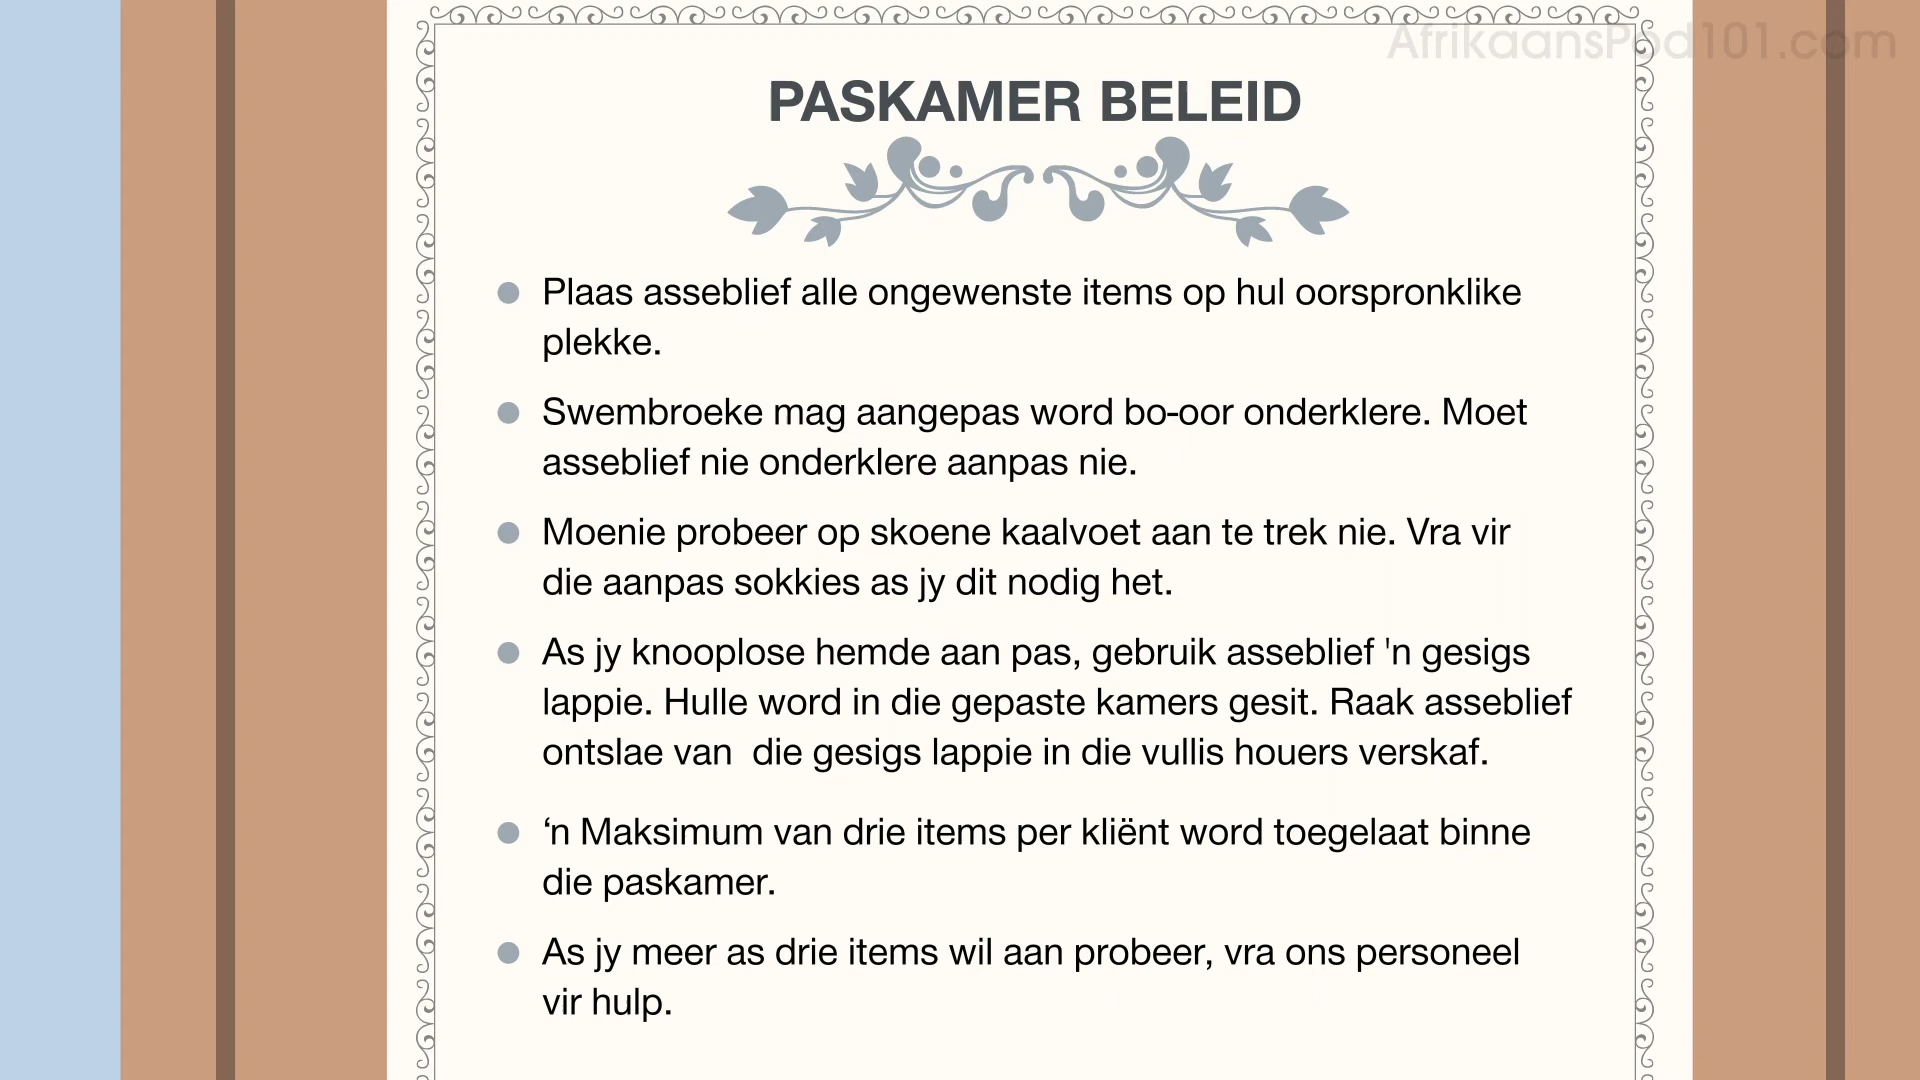 AfrikaansPod101.com
PASKAMER BELEID
Plaas asseblief alle ongewenste items op hul oorspronklike
plekke.
Swembroeke mag aangepas word bo-oor onderklere. Moet
asseblief nie onderklere aanpas nie.
Moenie probeer op skoene kaalvoet aan te trek nie. Vra vir
die aanpas sokkies as jy dit nodig het.
As jy knooplose hemde aan pas, gebruik asseblief 'n gesigs
lappie. Hulle word in die gepaste kamers gesit. Raak asseblief
ontslae van  die gesigs lappie in die vullis houers verskaf.
‘n Maksimum van drie items per kliënt word toegelaat binne
die paskamer.
As jy meer as drie items wil aan probeer, vra ons personeel
vir hulp.